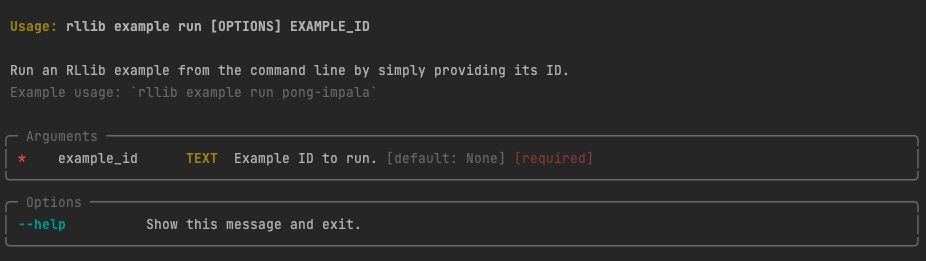 Usage: rllib example run [OPTIONS] EXAMPLE_ID
Run an RLlib example from the command line by simply providing its ID.
Example usage: `rllib example run pong-impala`
Arguments
* example_id TEXT Example ID to run. [default: None] [required]
Options
--help Show this message and exit.